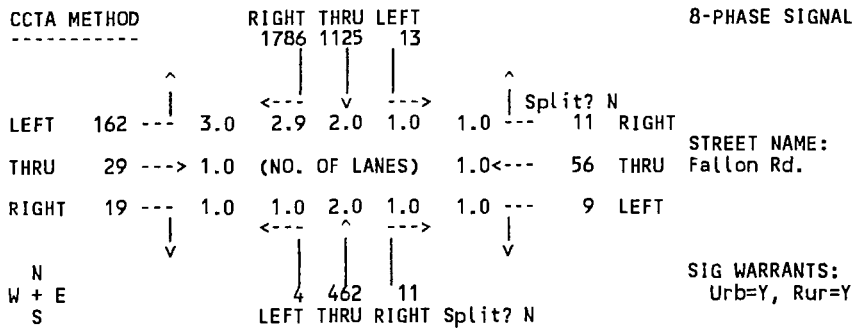 CCTA METHOD RIGHT THRU LEFT 8-PHASE SIGNAL
----------- 1786 1125 13
^ | | | ^
| <--- v ---> | Split? N
LEFT 162 --- 3.0 2.9 2.0 1.0 1.0 --- 11 RIGHT
STREET NAME:
THRU 29 ---> 1.0 (NO. OF LANES) 1.0<--- 56 THRU Fallon Rd.
RIGHT 19 --- 1.0 1.0 2.0 1.0 1.0 --- 9 LEFT
| <--- ^ ---> |
v | | | v
N SIG WARRANTS:
W + E 4 462 11 Urb=Y, Rur=Y
S LEFT THRU RIGHT Split? N